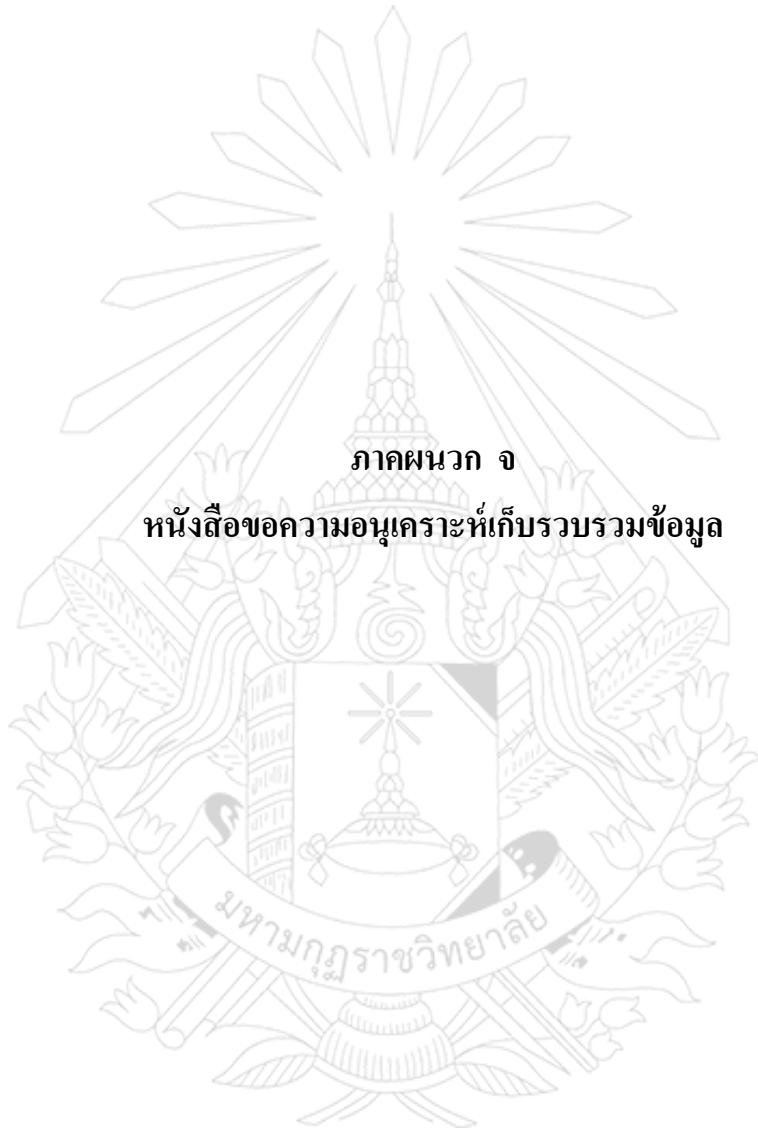 ภาคผนวก จ
หนังสือขอความอนุเคราะห์เก็บรวบรวมข้อมูล
มหามกุฏราชวิทยาลัย